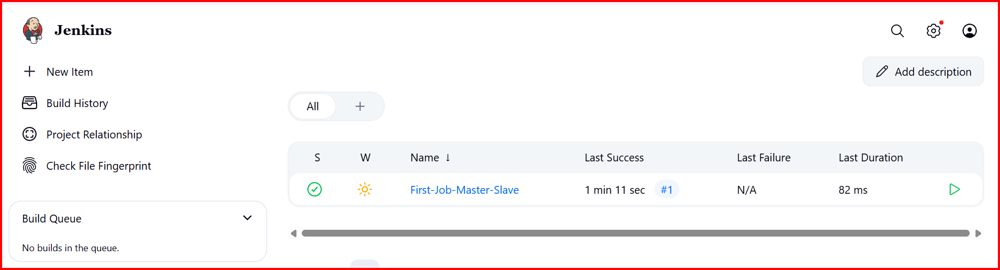 Jenkins
New Item
Add description
Build History
All
Project Relationship
Check File Fingerprint
S W Name ↓ Last Success Last Failure Last Duration
First-Job-Master-Slave 1 min 11 sec #1 N/A 82 ms
Build Queue
No builds in the queue.